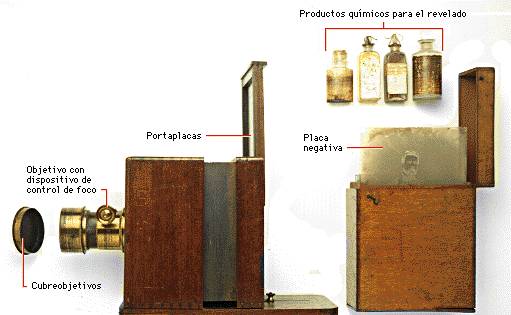 Productos químicos para el revelado
Portaplacas
Placa
negativa
Objetivo con
dispositivo de
control de foco
Cubreobjetivos